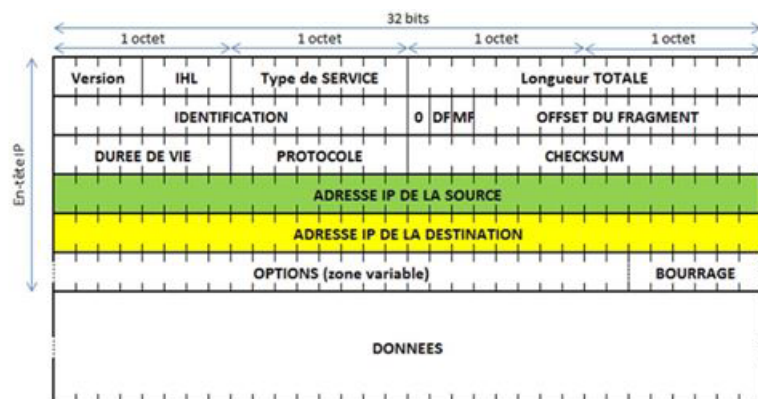 32 bits
1 octet 1 octet 1 octet 1 octet
Version IHL Type de SERVICE Longueur TOTALE
IDENTIFICATION 0 DF MF OFFSET DU FRAGMENT
DUREE DE VIE PROTOCOLE CHECKSUM
ADRESSE IP DE LA SOURCE
ADRESSE IP DE LA DESTINATION
OPTIONS (zone variable) BOURRAGE
DONNEES
En-tête IP